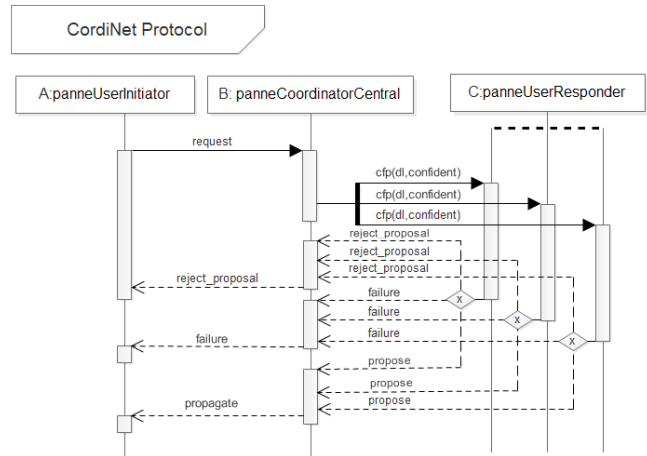 CordiNet Protocol
A:panneUserInitiator
B: panneCoordinatorCentral
C:panneUserResponder
request
cfp(dl,confident)
cfp(dl,confident)
cfp(dl,confident)
reject_proposal
reject_proposal
reject_proposal
reject_proposal
failure
x
failure
x
failure
x
failure
propose
propose
propose
propagate